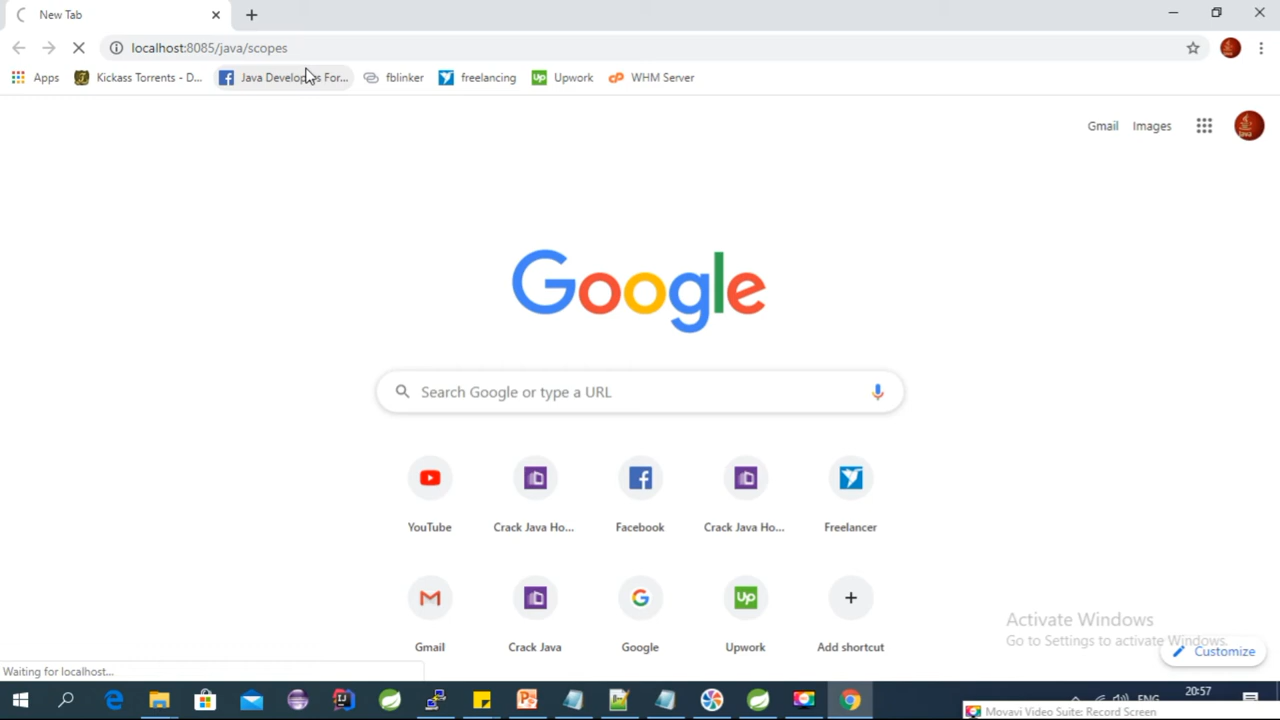 New Tab
localhost:8085/java/scopes
Apps
Kickass Torrents - D...
Java Developers For...
fblinker
freelancing
Upwork
WHM Server
Gmail
Images
Google
Search Google or type a URL
YouTube
Crack Java Ho...
Facebook
Crack Java Ho...
Freelancer
Gmail
Crack Java
Google
Upwork
Add shortcut
Activate Windows
Go to Settings to activate Windows.
Customize
Waiting for localhost...
ENG
20:57
Movavi Video Suite: Record Screen